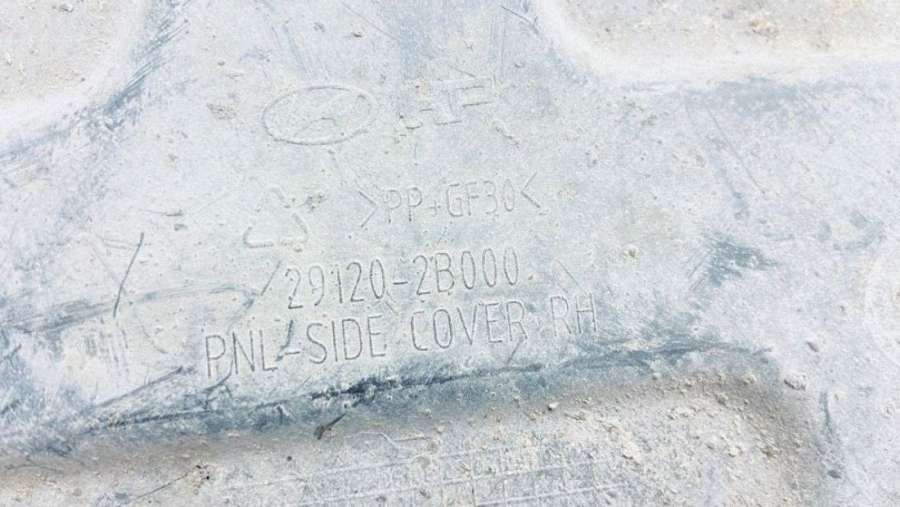 >PP+GF30<
29120-2B000
PNL-SIDE COVER RH